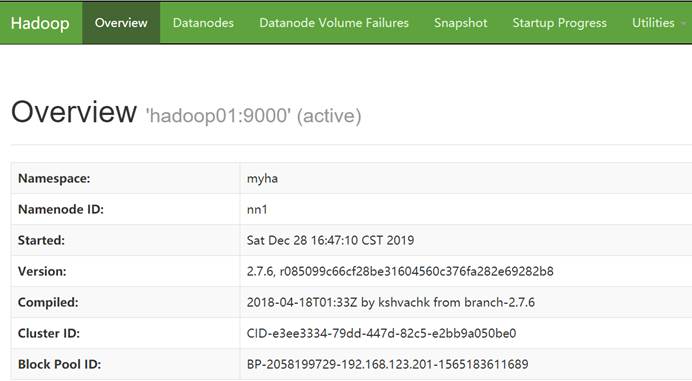 Hadoop Overview Datanodes Datanode Volume Failures Snapshot Startup Progress Utilities
Overview 'hadoop01:9000' (active)
Namespace: myha
Namenode ID: nn1
Started: Sat Dec 28 16:47:10 CST 2019
Version: 2.7.6, r085099c66cf28be31604560c376fa282e69282b8
Compiled: 2018-04-18T01:33Z by kshvachk from branch-2.7.6
Cluster ID: CID-e3ee3334-79dd-447d-82c5-e2bb9a050be0
Block Pool ID: BP-2058199729-192.168.123.201-1565183611689